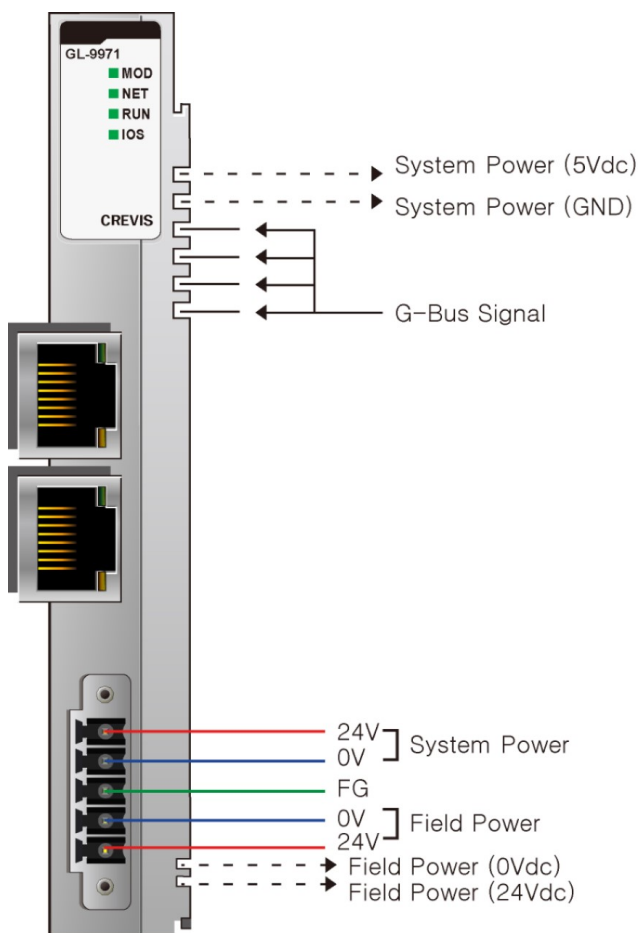 GL-9971
MOD
NET
RUN
IOS
CREVIS
System Power (5Vdc)
System Power (GND)
G-Bus Signal
24V
0V
System Power
FG
0V
24V
Field Power
Field Power (0Vdc)
Field Power (24Vdc)